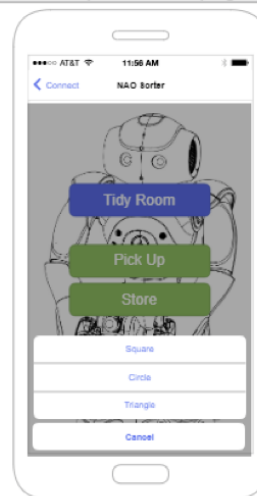 AT&T 11:56 AM
Connect NAO Sorter
Tidy Room
Pick Up
Store
Square
Circle
Triangle
Cancel